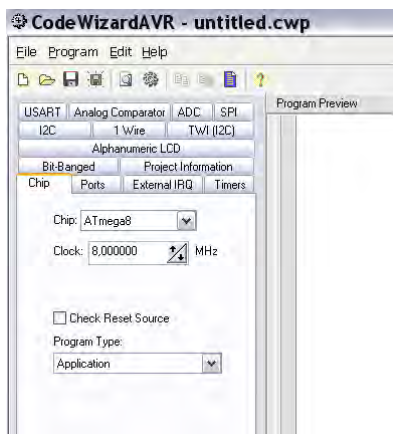 CodeWizardAVR - untitled.cwp
File Program Edit Help
?
Program Preview
USART Analog Comparator ADC SPI
I2C 1 Wire TWI (I2C)
Alphanumeric LCD
Bit-Banged Project Information
Chip Ports External IRQ Timers
Chip: ATmega8
Clock: 8,000000 MHz
Check Reset Source
Program Type:
Application